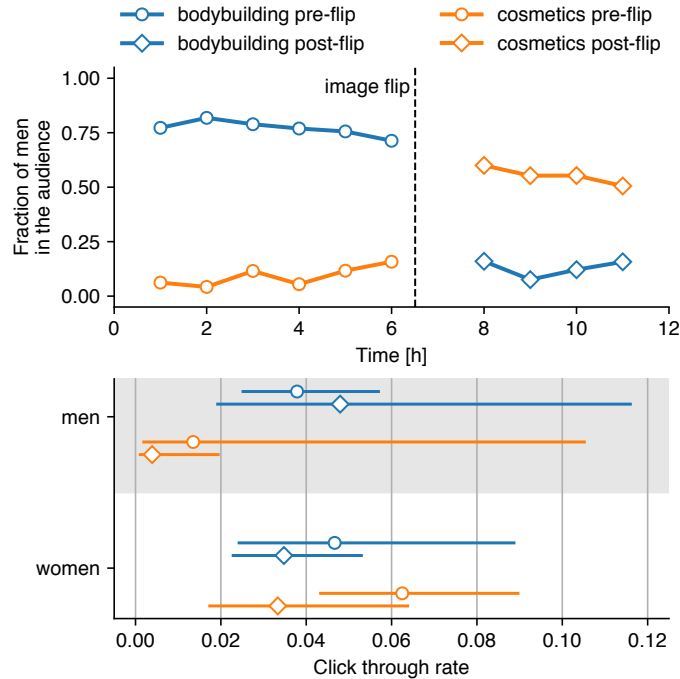 bodybuilding pre-flip cosmetics pre-flip
bodybuilding post-flip cosmetics post-flip
1.00
image flip
0.75
0.50
0.25
0.00
Fraction of men
in the audience
0 2 4 6 8 10 12
Time [h]
men
women
0.00 0.02 0.04 0.06 0.08 0.10 0.12
Click through rate